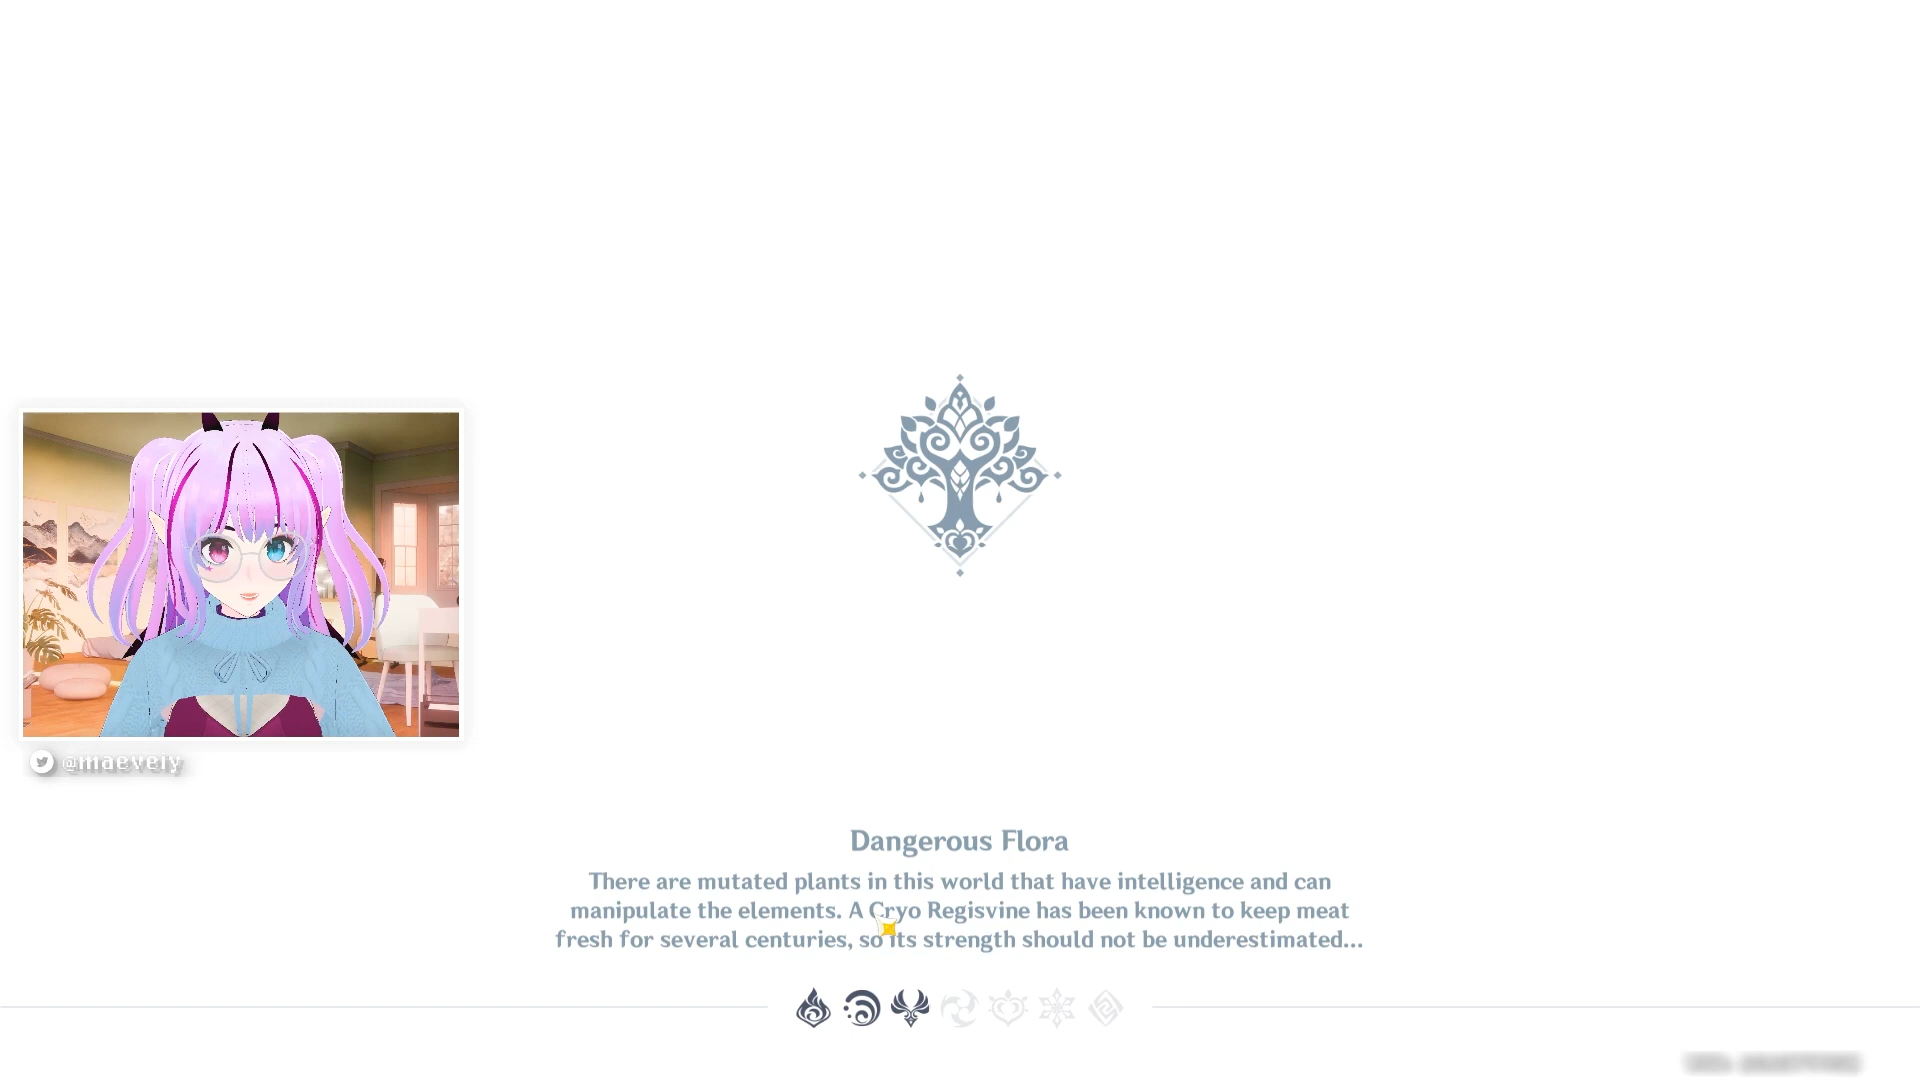 @maeveiy
Dangerous Flora
There are mutated plants in this world that have intelligence and can
manipulate the elements. A Cryo Regisvine has been known to keep meat
fresh for several centuries, so its strength should not be underestimated...